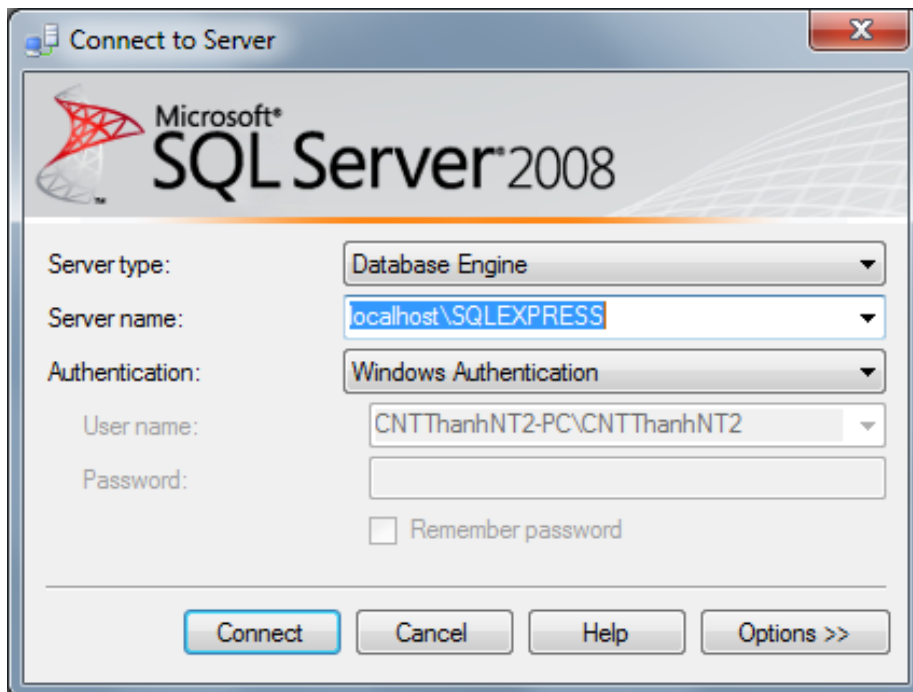 Connect to Server
Microsoft®
SQL Server® 2008
Server type: Database Engine
Server name: localhost\SQLEXPRESS
Authentication: Windows Authentication
User name: CNTThanhNT2-PC\CNTThanhNT2
Password:
Remember password
Connect Cancel Help Options >>